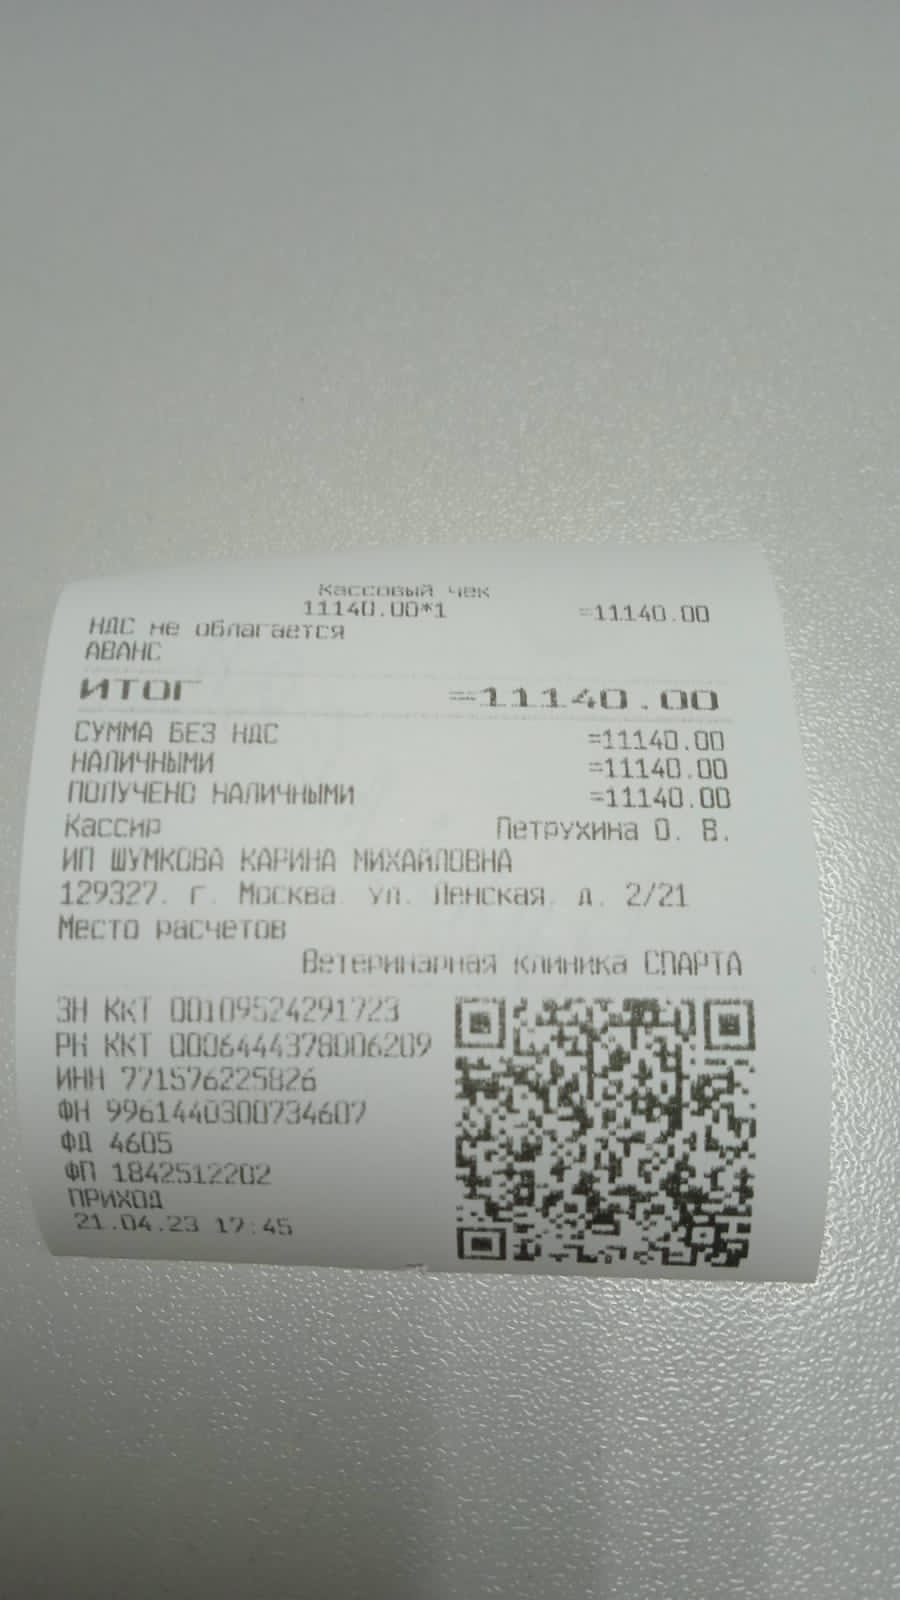 Кассовый чек
11140.00*1 =11140.00
НДС не облагается
АВАНС
ИТОГ =11140.00
СУММА БЕЗ НДС =11140.00
НАЛИЧНЫМИ =11140.00
ПОЛУЧЕНО НАЛИЧНЫМИ =11140.00
Кассир Петрухина О. В.
ИП ШУМКОВА КАРИНА МИХАЙЛОВНА
129327. г. Москва. ул. Ленская, д. 2/21
Место расчетов
Ветеринарная клиника СПАРТА
ЗН ККТ 00109524291723
РН ККТ 0006444378006209
ИНН 771576225826
ФН 9961440300734607
ФД 4605
ФП 1842512202
ПРИХОД
21.04.23 17:45